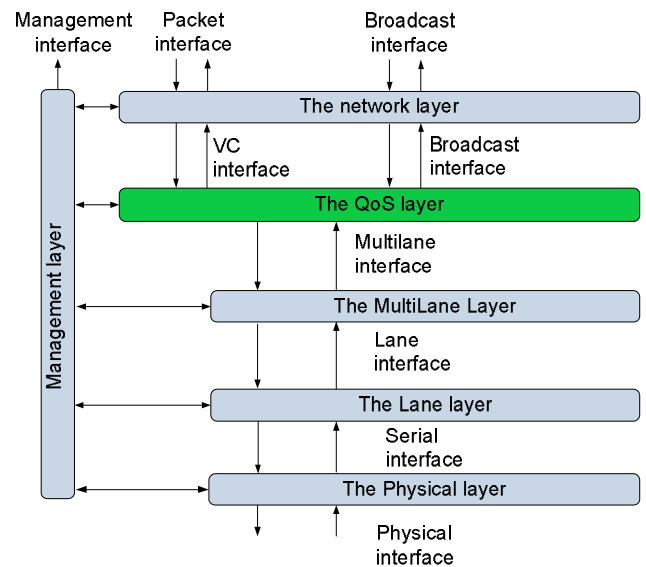 Management
interface
Packet
interface
Broadcast
interface
The network layer
VC
interface
Broadcast
interface
The QoS layer
Management layer
Multilane
interface
The MultiLane Layer
Lane
interface
The Lane layer
Serial
interface
The Physical layer
Physical
interface